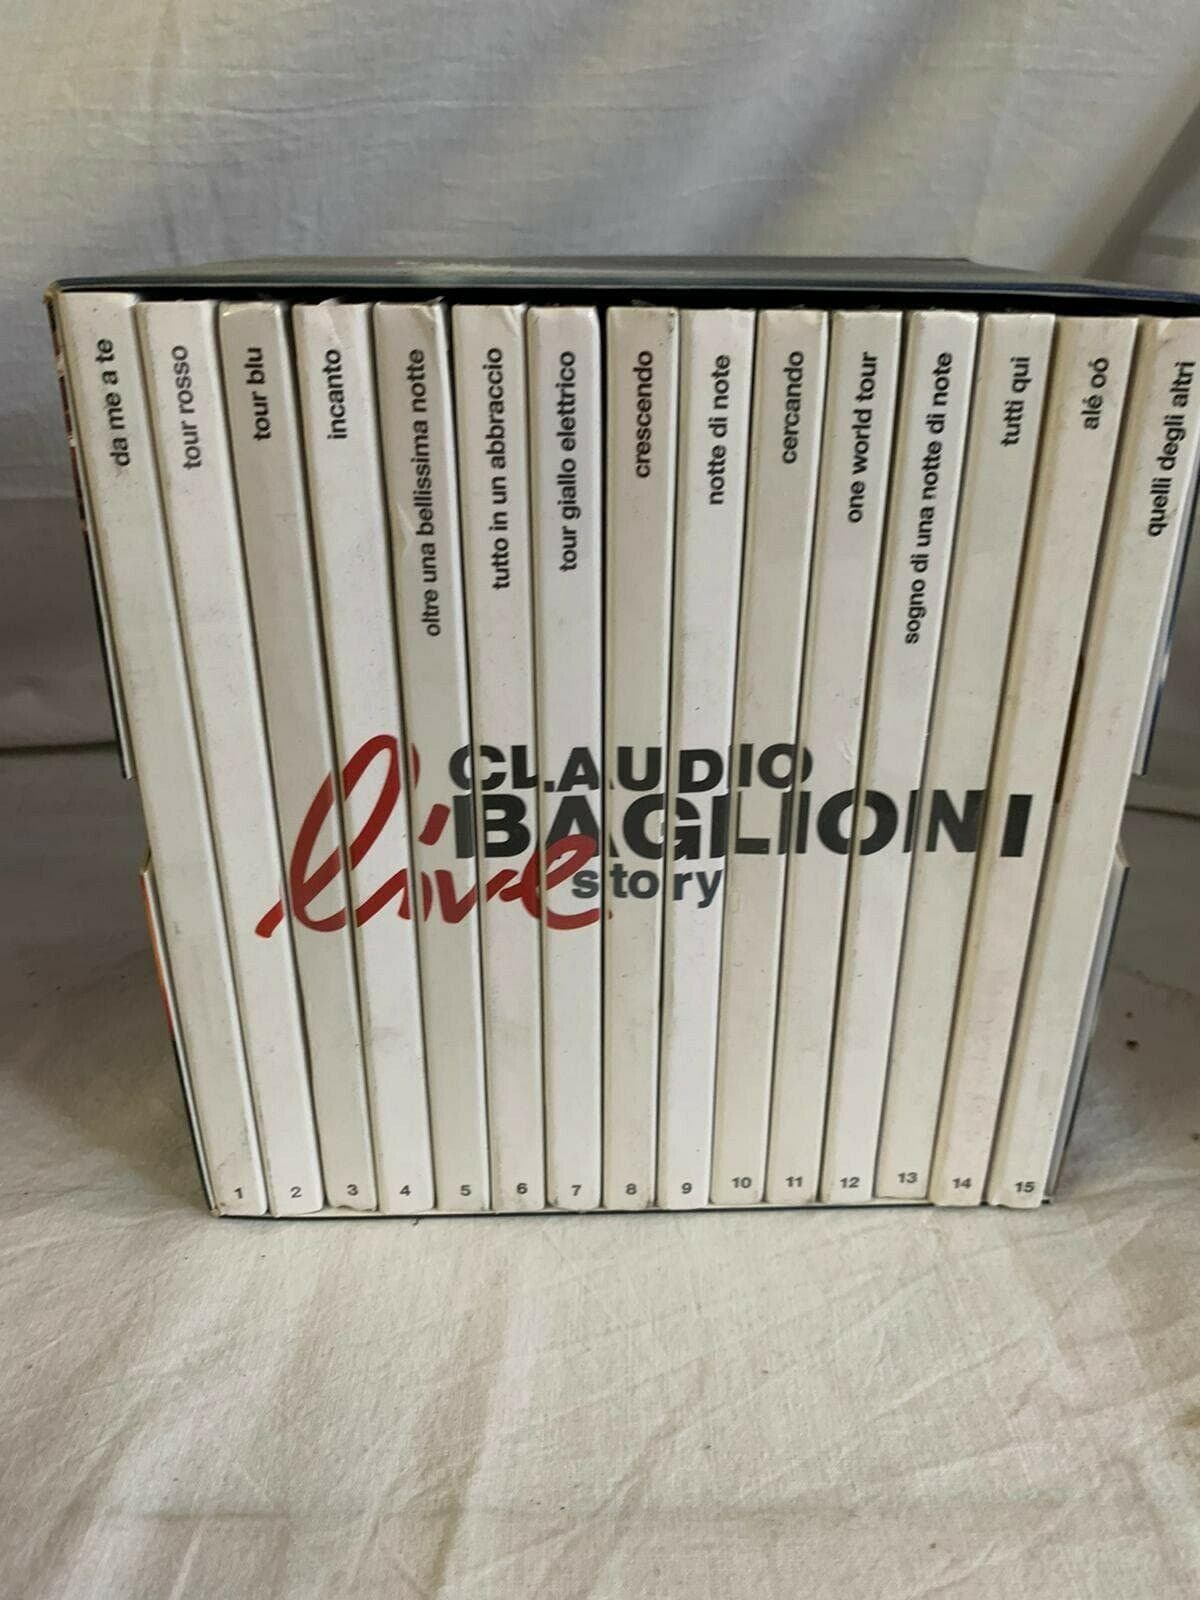 da me a te
tour rosso
tour blu
incanto
oltre una bellissima notte
tutto in un abbraccio
tour giallo elettrico
crescendo
notte di note
cercando
one world tour
sogno di una notte di note
tutti qui
alé oó
quelli degli altri
CLAUDIO
BAGLIONI
live
story
1
2
3
4
5
6
7
8
9
10
11
12
13
14
15